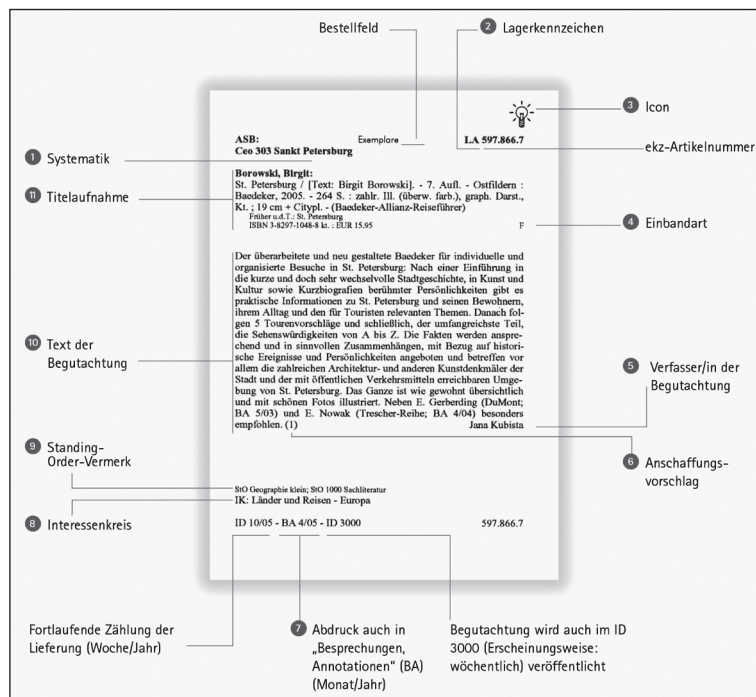 Bestellfeld
2 Lagerkennzeichen
3 Icon
ASB:
Exemplare
LA 597.866.7
Ceo 303 Sankt Petersburg
ekz-Artikelnummer
1 Systematik
Borowski, Birgit:
St. Petersburg / [Text: Birgit Borowski]. - 7. Aufl. - Ostfildern :
Baedeker, 2005. - 264 S. : zahlr. Ill. (überw. farb.), graph. Darst.,
Kt. ; 19 cm + Citypl. - (Baedeker-Allianz-Reiseführer)
Früher u.d.T.: St. Petersburg
ISBN 3-8297-1048-8 kt. : EUR 15.95
F
11 Titelaufnahme
4 Einbandart
Der überarbeitete und neu gestaltete Baedeker für individuelle und
organisierte Besuche in St. Petersburg: Nach einer Einführung in
die kurze und doch sehr wechselvolle Stadtgeschichte, in Kunst und
Kultur sowie Kurzbiografien berühmter Persönlichkeiten gibt es
praktische Informationen zu St. Petersburg und seinen Bewohnern,
ihrem Alltag und den für Touristen relevanten Themen. Danach fol-
gen 5 Tourenvorschläge und schließlich, der umfangreichste Teil,
die Sehenswürdigkeiten von A bis Z. Die Fakten werden anspre-
chend und in sinnvollen Zusammenhängen, mit Bezug auf histori-
sche Ereignisse und Persönlichkeiten angeboten und betreffen vor
allem die zahlreichen Architektur- und anderen Kunstdenkmäler der
Stadt und der mit öffentlichen Verkehrsmitteln erreichbaren Umge-
bung von St. Petersburg. Das Ganze ist wie gewohnt übersichtlich
und mit schönen Fotos illustriert. Neben E. Gerberding (DuMont;
BA 5/03) und E. Nowak (Trescher-Reihe; BA 4/04) besonders
empfohlen. (1)
Jana Kubista
10 Text der
Begutachtung
5 Verfasser/in der
Begutachtung
6 Anschaffungs-
vorschlag
9 Standing-
Order-Vermerk
StO Geographie klein; StO 1000 Sachliteratur
IK: Länder und Reisen - Europa
8 Interessenkreis
ID 10/05 - BA 4/05 - ID 3000
597.866.7
Fortlaufende Zählung der
Lieferung (Woche/Jahr)
7 Abdruck auch in
„Besprechungen,
Annotationen“ (BA)
(Monat/Jahr)
Begutachtung wird auch im ID
3000 (Erscheinungsweise:
wöchentlich) veröffentlicht